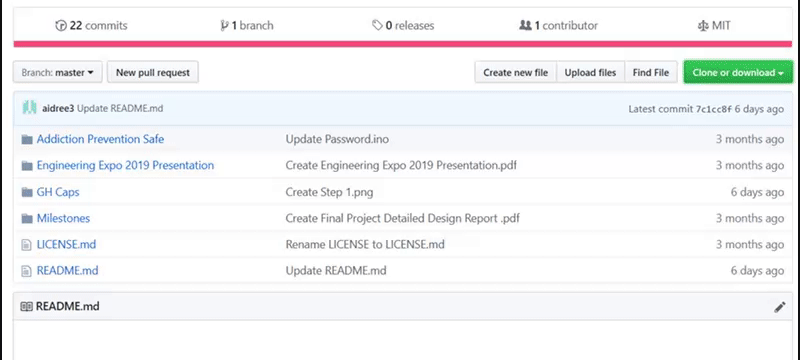 22 commits 1 branch 0 releases 1 contributor MIT
Branch: master New pull request Create new file Upload files Find File Clone or download
aidree3 Update README.md Latest commit 7c1cc8f 6 days ago
Addiction Prevention Safe Update Password.ino 3 months ago
Engineering Expo 2019 Presentation Create Engineering Expo 2019 Presentation.pdf 3 months ago
GH Caps Create Step 1.png 6 days ago
Milestones Create Final Project Detailed Design Report .pdf 3 months ago
LICENSE.md Rename LICENSE to LICENSE.md 3 months ago
README.md Update README.md 6 days ago
README.md